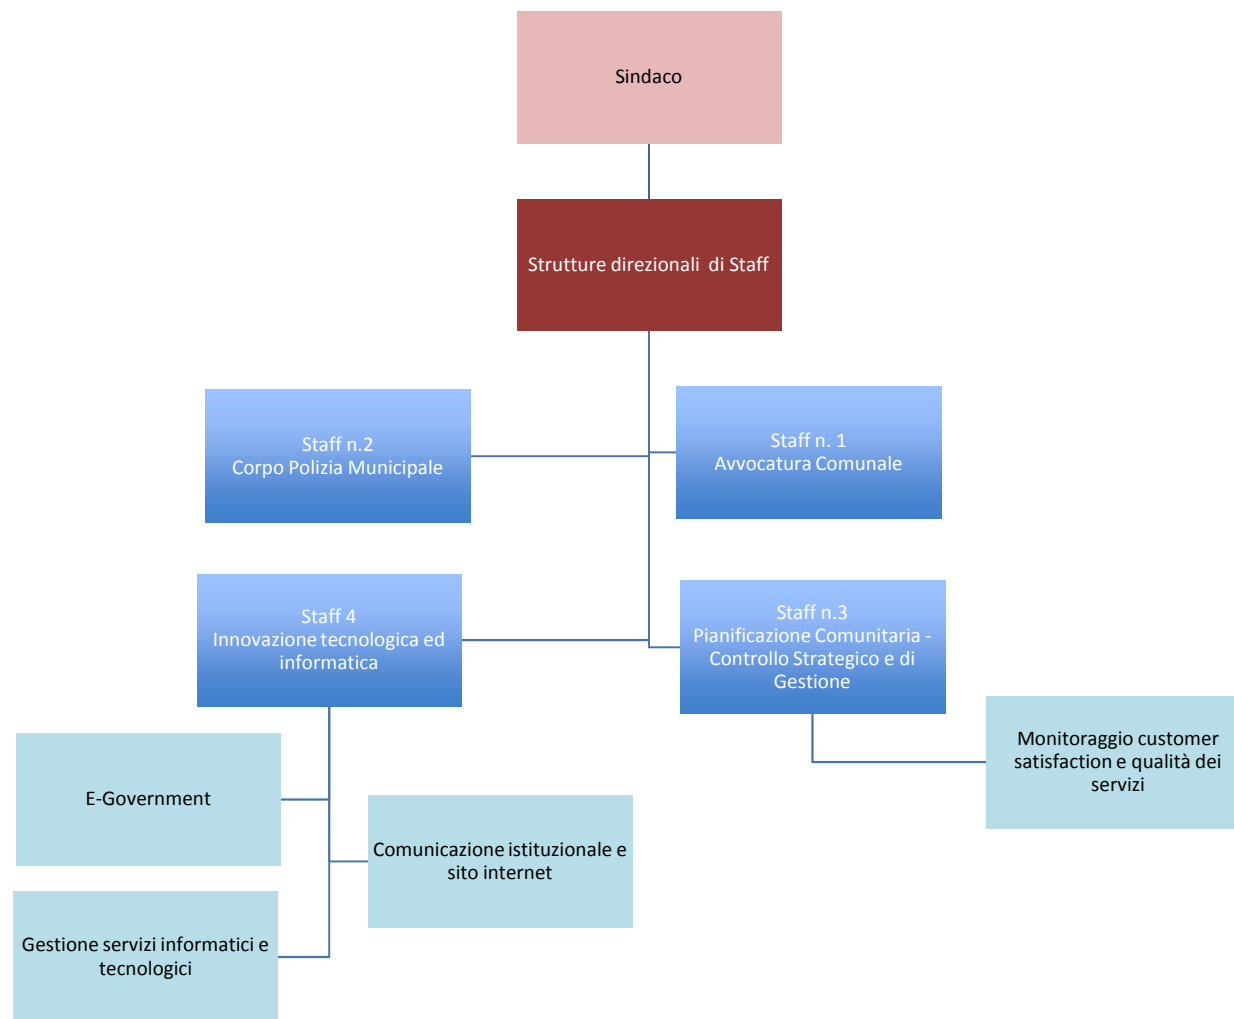 Sindaco
Strutture direzionali di Staff
Staff n.2
Corpo Polizia Municipale
Staff n. 1
Avvocatura Comunale
Staff 4
Innovazione tecnologica ed
informatica
Staff n.3
Pianificazione Comunitaria -
Controllo Strategico e di
Gestione
Monitoraggio customer
satisfaction e qualità dei
servizi
E-Government
Comunicazione istituzionale e
sito internet
Gestione servizi informatici e
tecnologici